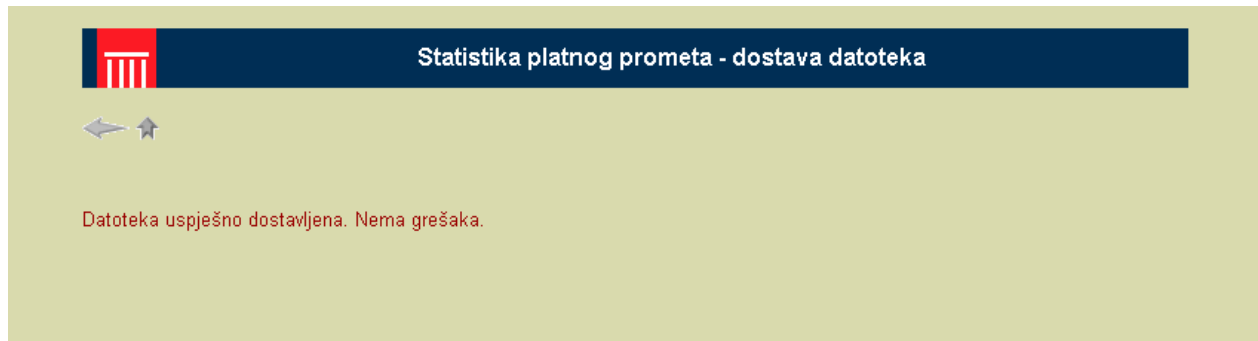 Statistika platnog prometa - dostava datoteka
Datoteka uspješno dostavljena. Nema grešaka.